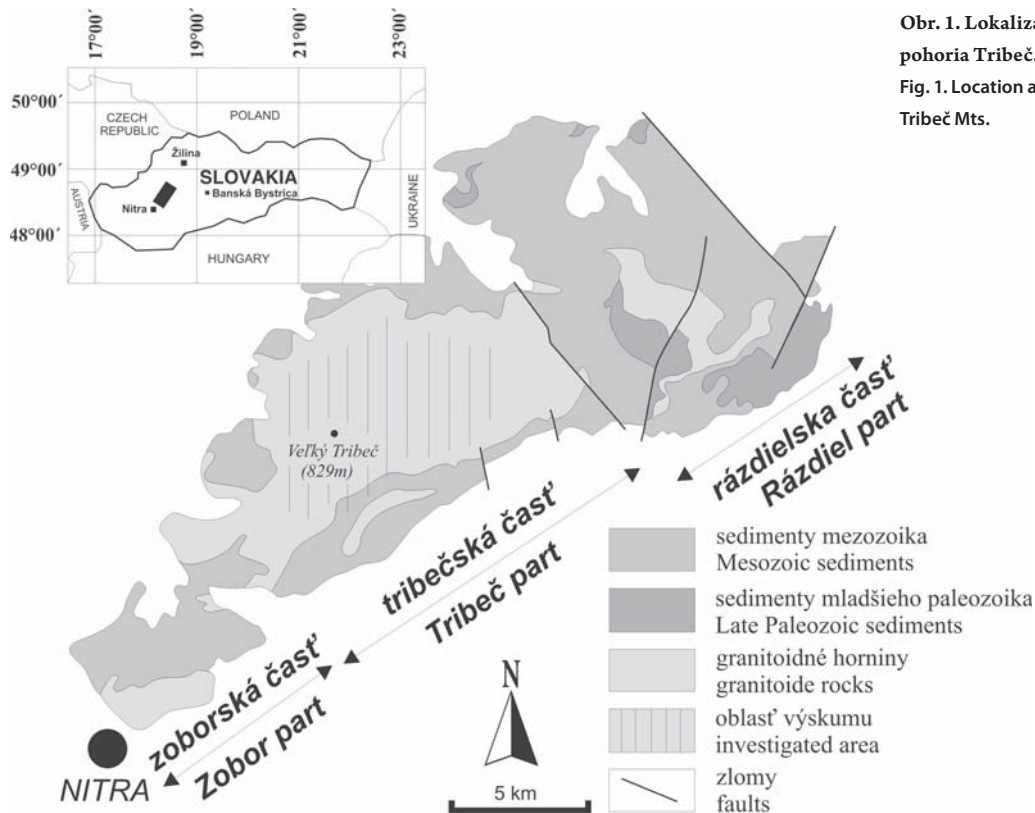 Obr. 1. Lokaliza
pohoria Tribeč.
Fig. 1. Location a
Tribeč Mts.
17°00´
19°00´
21°00´
23°00´
50°00´
49°00´
48°00´
CZECH
REPUBLIC
POLAND
Žilina
SLOVAKIA
Banská Bystrica
Nitra
AUSTRIA
UKRAINE
HUNGARY
Veľký Tribeč
(829m)
rázdielska časť
Rázdiel part
tribečská časť
Tribeč part
zoborská časť
Zobor part
NITRA
N
5 km
sedimenty mezozoika
Mesozoic sediments
sedimenty mladšieho paleozoika
Late Paleozoic sediments
granitoidné horniny
granitoide rocks
oblasť výskumu
investigated area
zlomy
faults